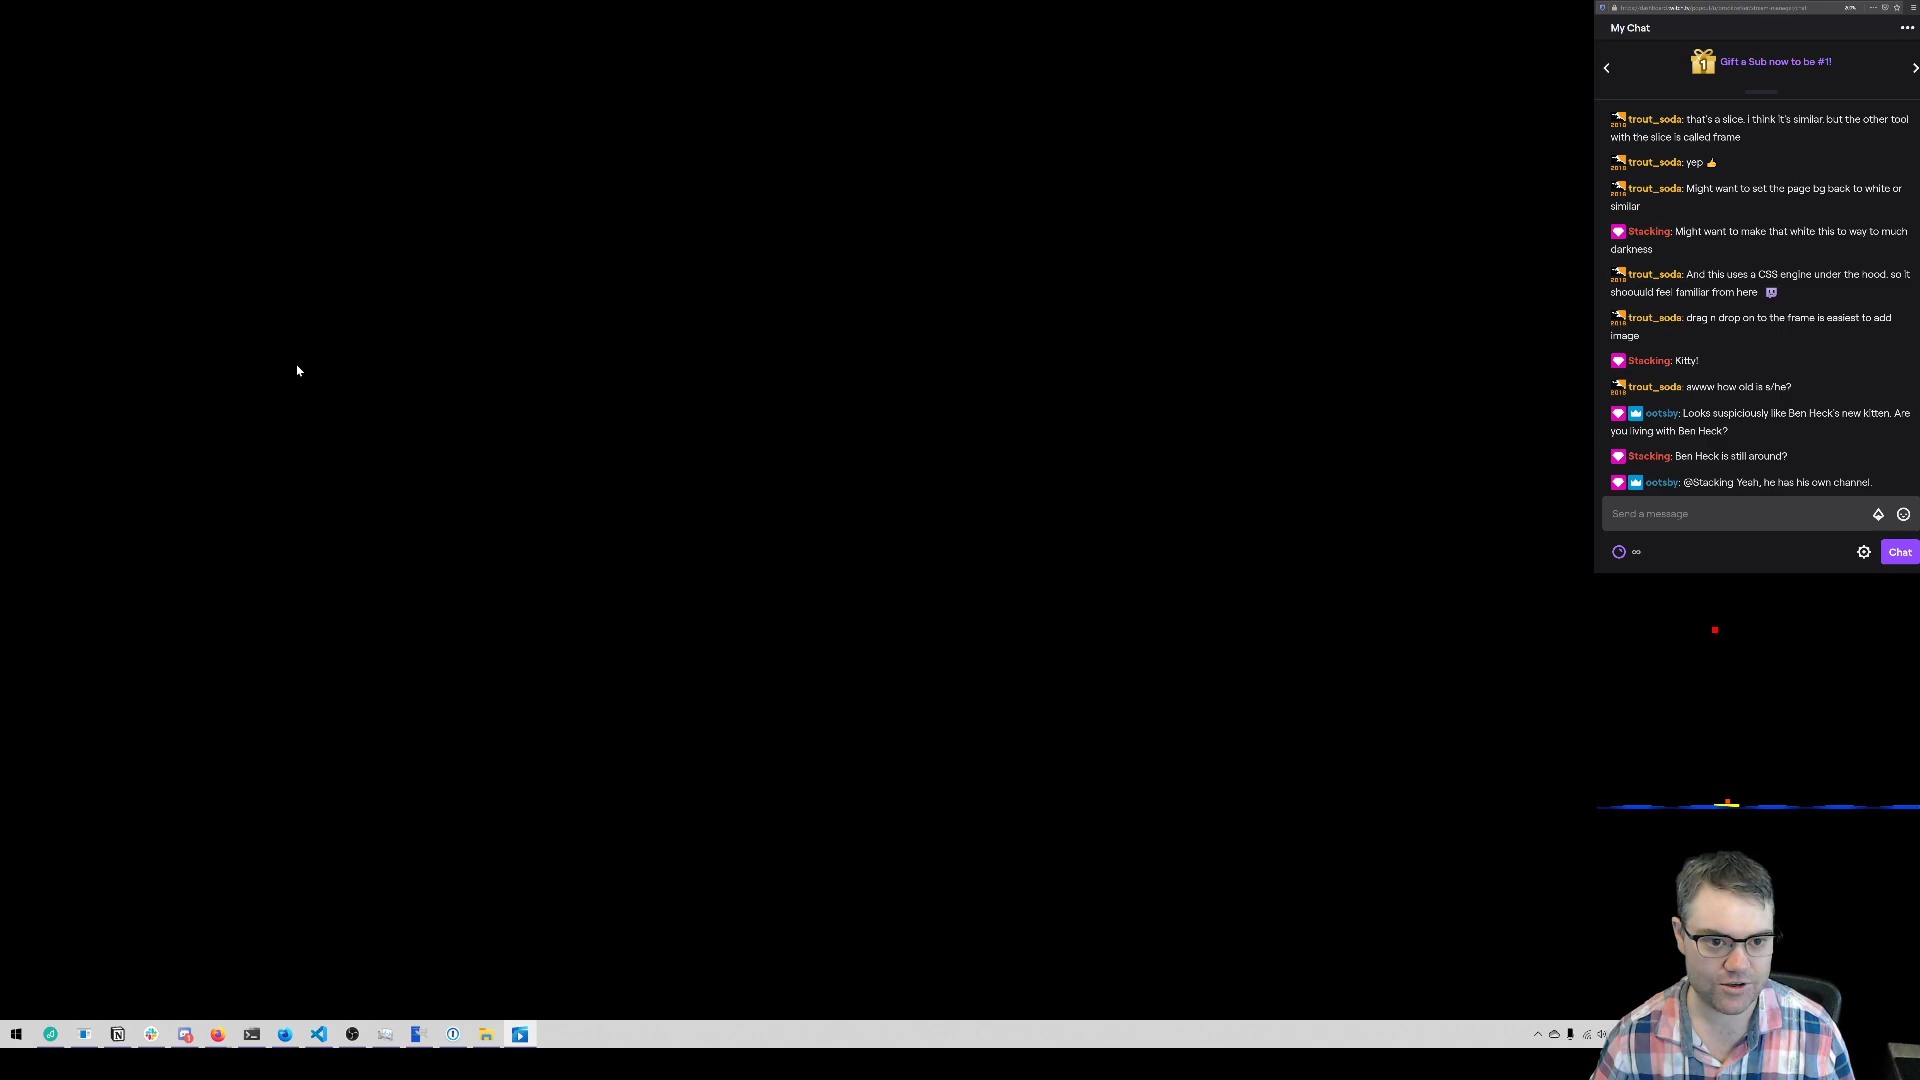 My Chat
1
Gift a Sub now to be #1!
trout_soda: that's a slice. i think it's similar. but the other tool
with the slice is called frame
trout_soda: yep 👍
trout_soda: Might want to set the page bg back to white or
similar
Stacking: Might want to make that white this to way to much
darkness
trout_soda: And this uses a CSS engine under the hood. so it
shoouuld feel familiar from here
trout_soda: drag n drop on to the frame is easiest to add
image
Stacking: Kitty!
trout_soda: awww how old is s/he?
ootsby: Looks suspiciously like Ben Heck's new kitten. Are
you living with Ben Heck?
Stacking: Ben Heck is still around?
ootsby: @Stacking Yeah, he has his own channel.
Send a message
∞
Chat